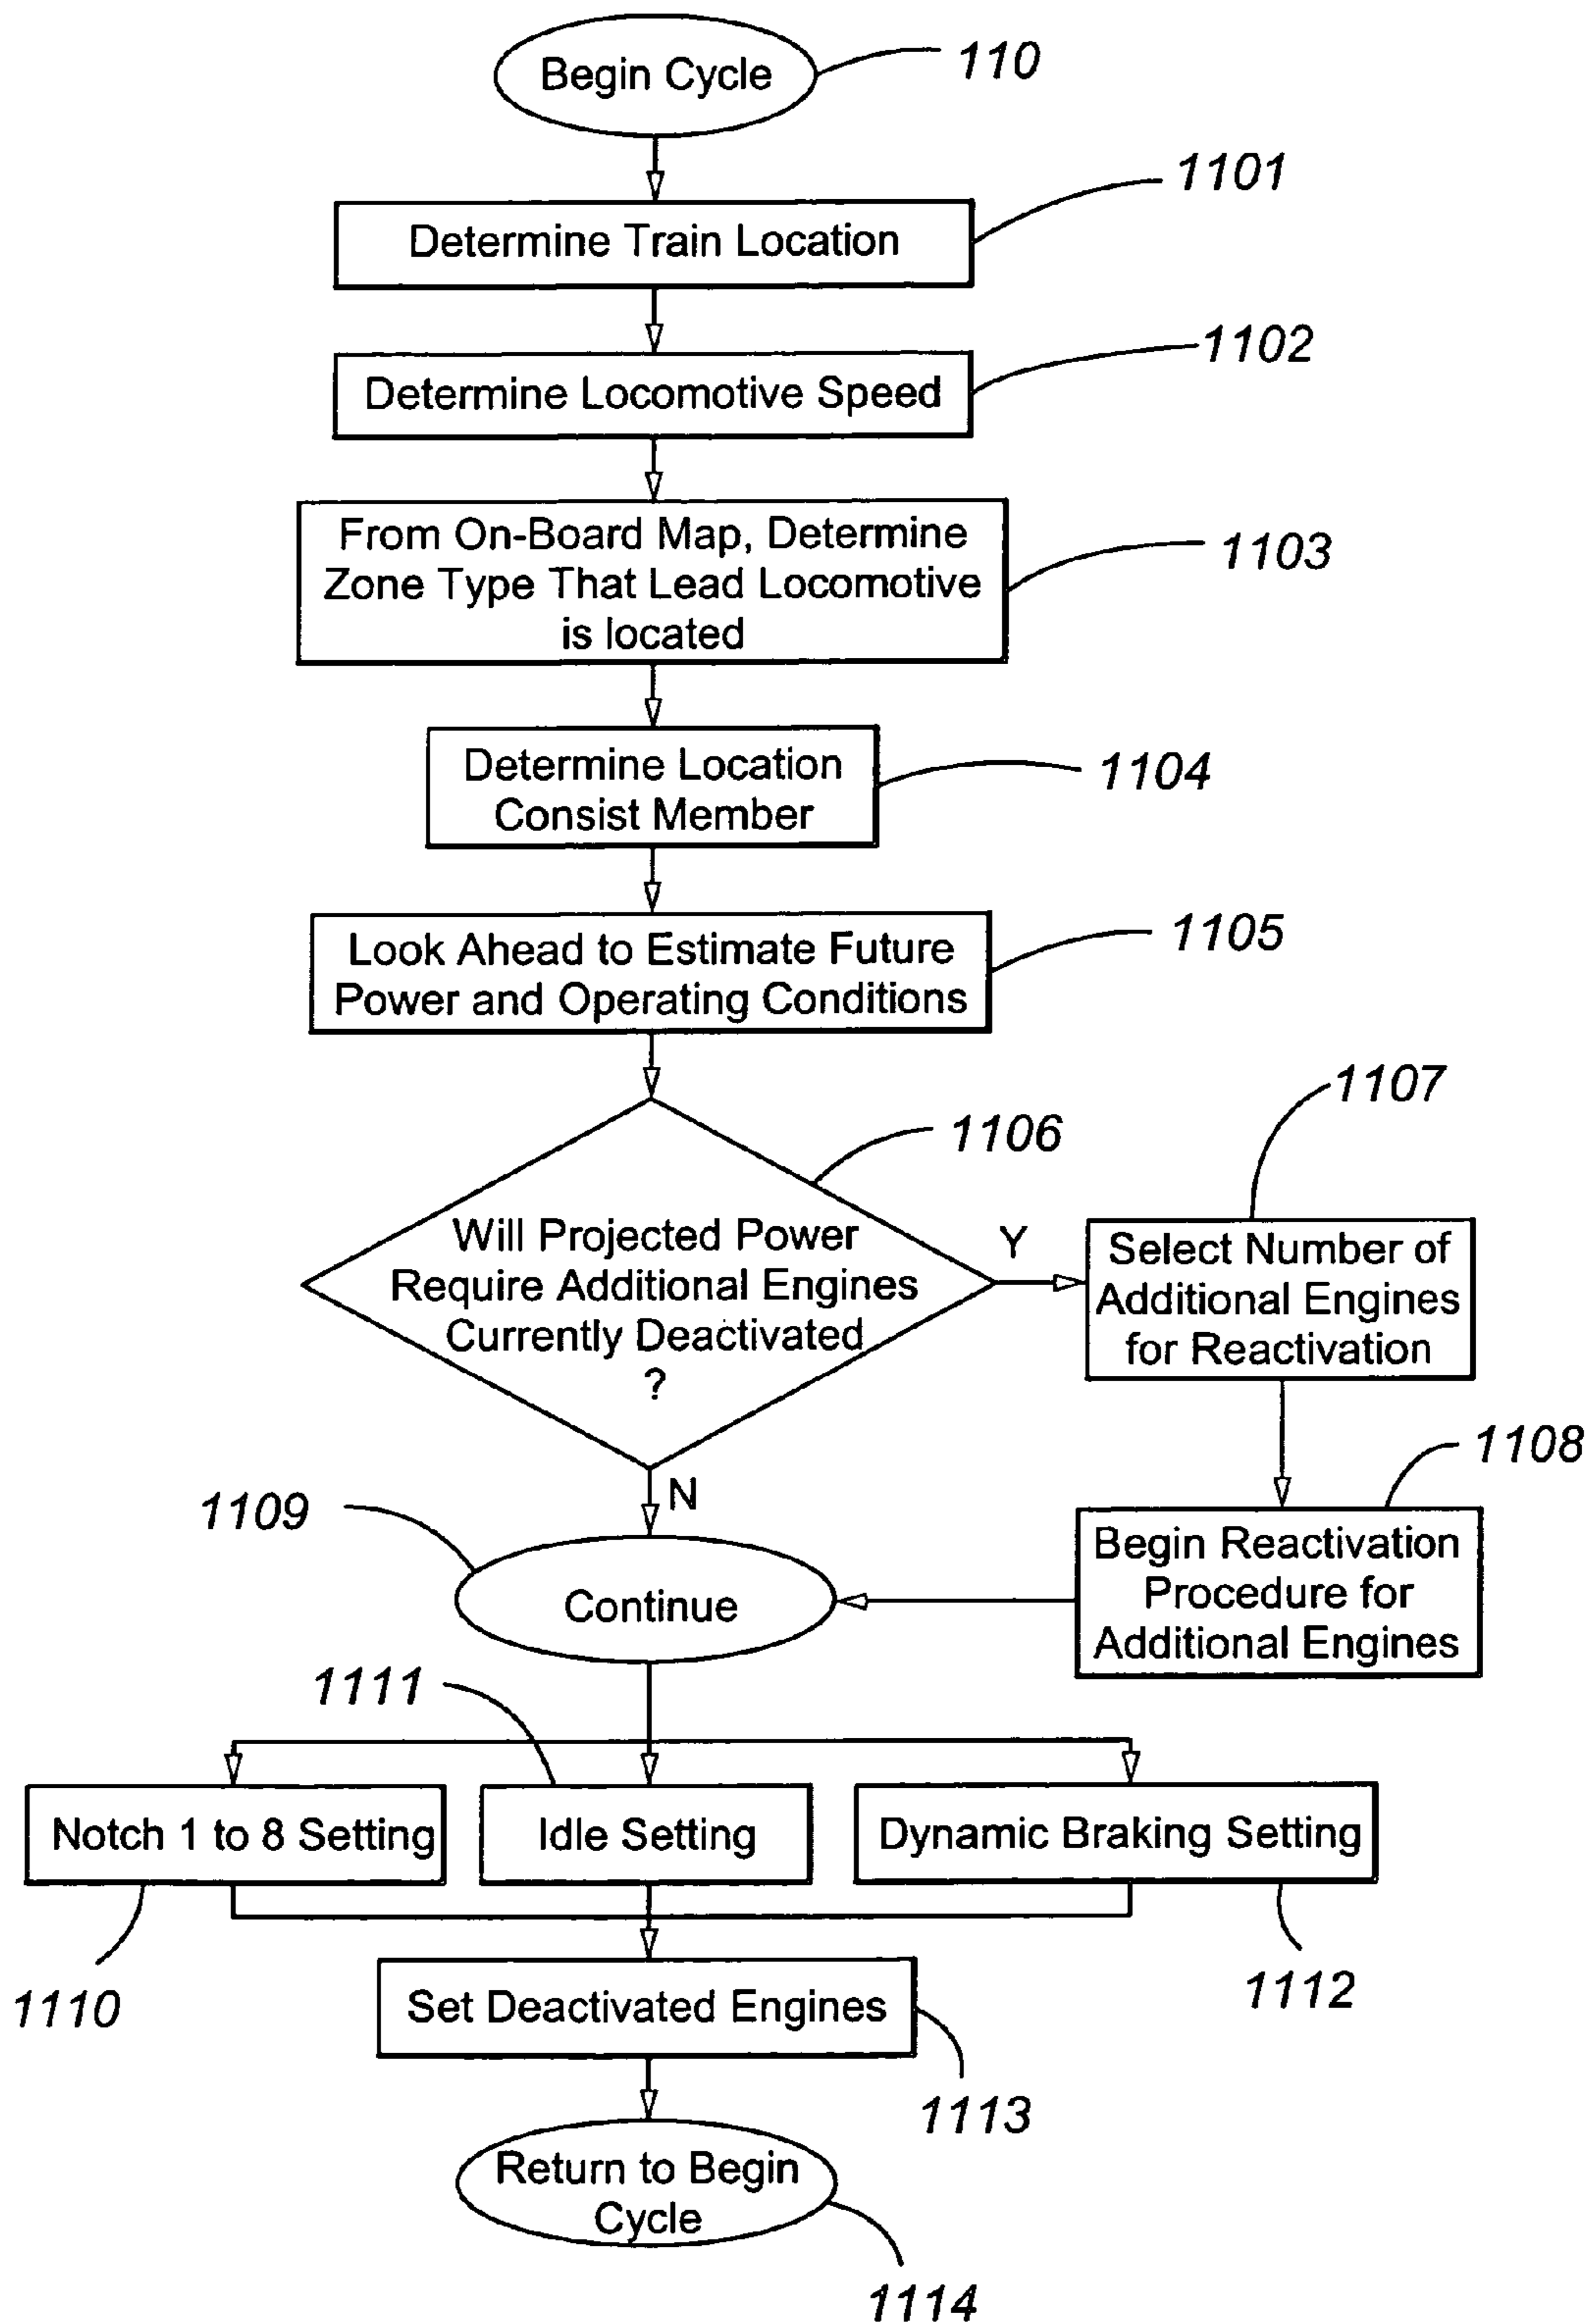 Begin Cycle
110
1101
Determine Train Location
1102
Determine Locomotive Speed
From On-Board Map, Determine
Zone Type That Lead Locomotive
is located
1103
Determine Location
Consist Member
1104
Look Ahead to Estimate Future
Power and Operating Conditions
1105
1106
Will Projected Power
Require Additional Engines
Currently Deactivated
?
Y
1107
Select Number of
Additional Engines
for Reactivation
N
1108
Begin Reactivation
Procedure for
Additional Engines
1109
Continue
1111
Notch 1 to 8 Setting
Idle Setting
Dynamic Braking Setting
1110
1112
Set Deactivated Engines
1113
Return to Begin
Cycle
1114